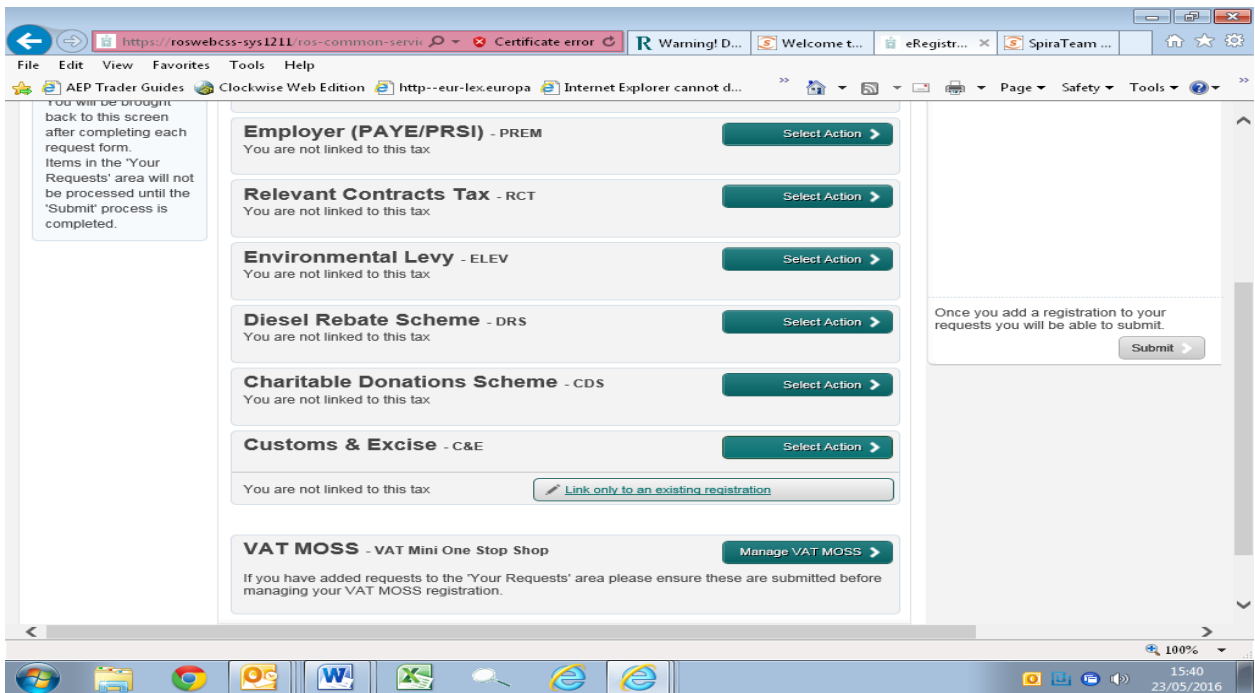 https://roswebcss-sys1211/ros-common-servic
Certificate error
Warning! D...
Welcome t...
eRegistr...
SpiraTeam ...
File Edit View Favorites Tools Help
AEP Trader Guides
Clockwise Web Edition
http--eur-lex.europa
Internet Explorer cannot d...
Page
Safety
Tools
You will be brought
back to this screen
after completing each
request form.
Items in the 'Your
Requests' area will not
be processed until the
'Submit' process is
completed.
Employer (PAYE/PRSI) - PREM
Select Action
You are not linked to this tax
Relevant Contracts Tax - RCT
Select Action
You are not linked to this tax
Environmental Levy - ELEV
Select Action
You are not linked to this tax
Diesel Rebate Scheme - DRS
Select Action
You are not linked to this tax
Charitable Donations Scheme - CDS
Select Action
You are not linked to this tax
Customs & Excise - C&E
Select Action
You are not linked to this tax
Link only to an existing registration
VAT MOSS - VAT Mini One Stop Shop
Manage VAT MOSS
If you have added requests to the 'Your Requests' area please ensure these are submitted before
managing your VAT MOSS registration.
Once you add a registration to your
requests you will be able to submit.
Submit
100%
15:40
23/05/2016